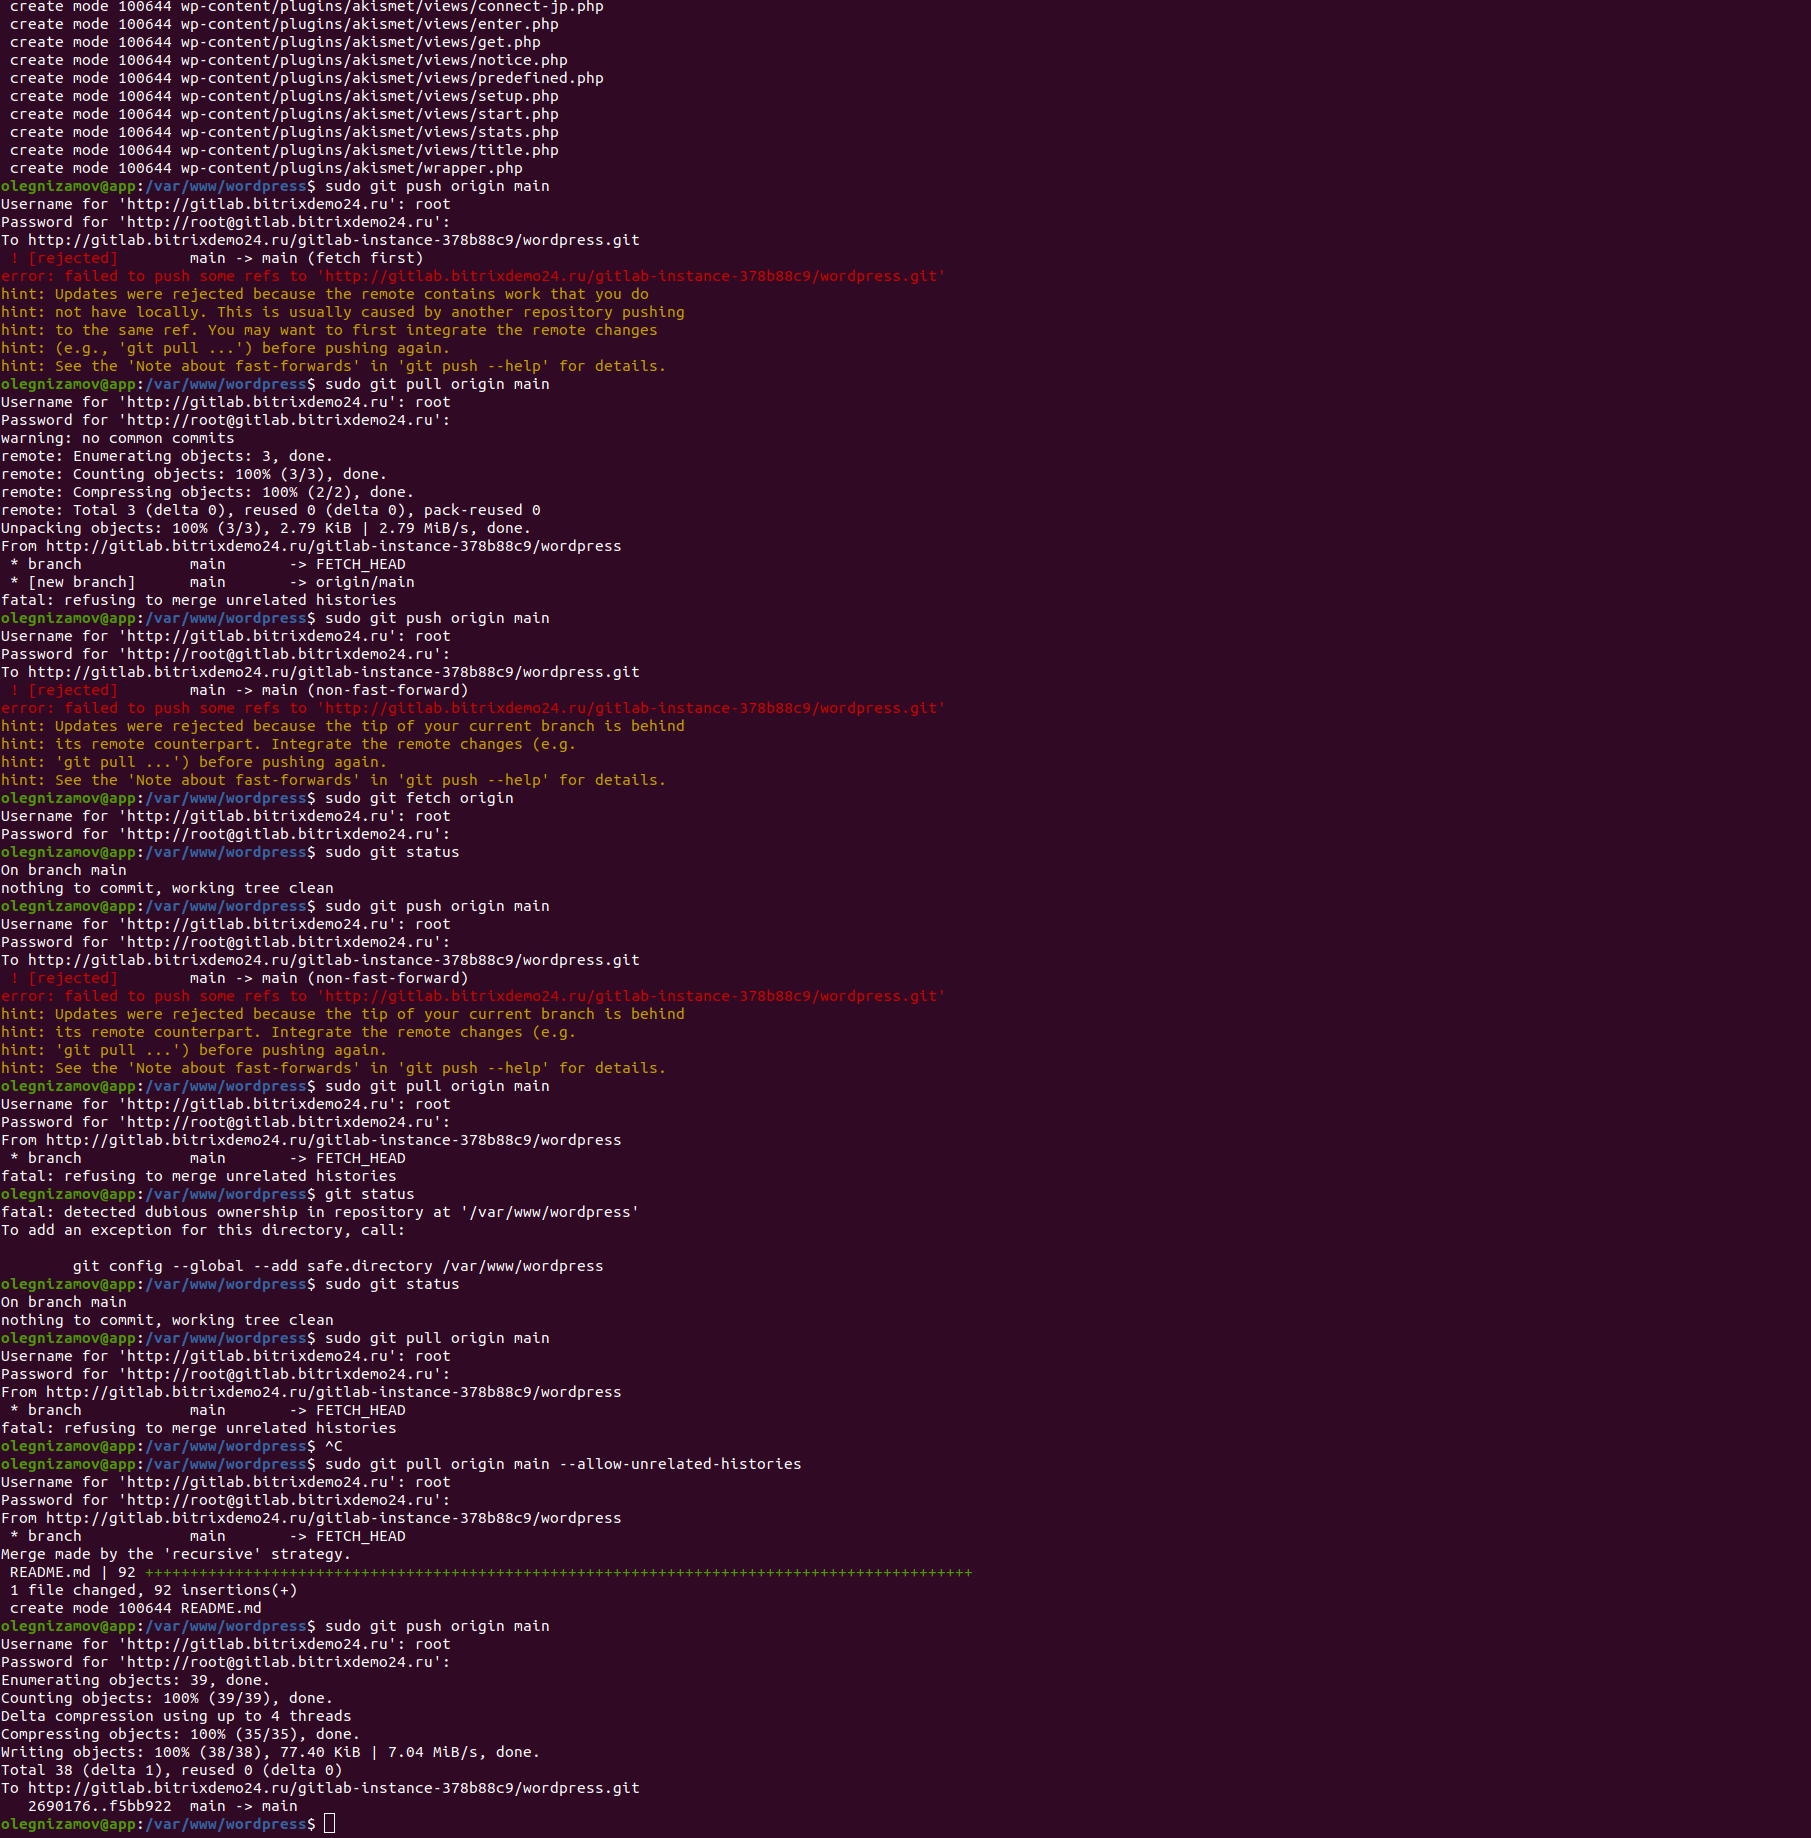 create mode 100644 wp-content/plugins/akismet/views/connect-jp.php
create mode 100644 wp-content/plugins/akismet/views/enter.php
create mode 100644 wp-content/plugins/akismet/views/get.php
create mode 100644 wp-content/plugins/akismet/views/notice.php
create mode 100644 wp-content/plugins/akismet/views/predefined.php
create mode 100644 wp-content/plugins/akismet/views/setup.php
create mode 100644 wp-content/plugins/akismet/views/start.php
create mode 100644 wp-content/plugins/akismet/views/stats.php
create mode 100644 wp-content/plugins/akismet/views/title.php
create mode 100644 wp-content/plugins/akismet/wrapper.php
olegnizamov@app:/var/www/wordpress$ sudo git push origin main
Username for 'http://gitlab.bitrixdemo24.ru': root
Password for 'http://root@gitlab.bitrixdemo24.ru':
To http://gitlab.bitrixdemo24.ru/gitlab-instance-378b88c9/wordpress.git
! [rejected]        main -> main (fetch first)
error: failed to push some refs to 'http://gitlab.bitrixdemo24.ru/gitlab-instance-378b88c9/wordpress.git'
hint: Updates were rejected because the remote contains work that you do
hint: not have locally. This is usually caused by another repository pushing
hint: to the same ref. You may want to first integrate the remote changes
hint: (e.g., 'git pull ...') before pushing again.
hint: See the 'Note about fast-forwards' in 'git push --help' for details.
olegnizamov@app:/var/www/wordpress$ sudo git pull origin main
Username for 'http://gitlab.bitrixdemo24.ru': root
Password for 'http://root@gitlab.bitrixdemo24.ru':
warning: no common commits
remote: Enumerating objects: 3, done.
remote: Counting objects: 100% (3/3), done.
remote: Compressing objects: 100% (2/2), done.
remote: Total 3 (delta 0), reused 0 (delta 0), pack-reused 0
Unpacking objects: 100% (3/3), 2.79 KiB | 2.79 MiB/s, done.
From http://gitlab.bitrixdemo24.ru/gitlab-instance-378b88c9/wordpress
* branch            main       -> FETCH_HEAD
* [new branch]      main       -> origin/main
fatal: refusing to merge unrelated histories
olegnizamov@app:/var/www/wordpress$ sudo git push origin main
Username for 'http://gitlab.bitrixdemo24.ru': root
Password for 'http://root@gitlab.bitrixdemo24.ru':
To http://gitlab.bitrixdemo24.ru/gitlab-instance-378b88c9/wordpress.git
! [rejected]        main -> main (non-fast-forward)
error: failed to push some refs to 'http://gitlab.bitrixdemo24.ru/gitlab-instance-378b88c9/wordpress.git'
hint: Updates were rejected because the tip of your current branch is behind
hint: its remote counterpart. Integrate the remote changes (e.g.
hint: 'git pull ...') before pushing again.
hint: See the 'Note about fast-forwards' in 'git push --help' for details.
olegnizamov@app:/var/www/wordpress$ sudo git fetch origin
Username for 'http://gitlab.bitrixdemo24.ru': root
Password for 'http://root@gitlab.bitrixdemo24.ru':
olegnizamov@app:/var/www/wordpress$ sudo git status
On branch main
nothing to commit, working tree clean
olegnizamov@app:/var/www/wordpress$ sudo git push origin main
Username for 'http://gitlab.bitrixdemo24.ru': root
Password for 'http://root@gitlab.bitrixdemo24.ru':
To http://gitlab.bitrixdemo24.ru/gitlab-instance-378b88c9/wordpress.git
! [rejected]        main -> main (non-fast-forward)
error: failed to push some refs to 'http://gitlab.bitrixdemo24.ru/gitlab-instance-378b88c9/wordpress.git'
hint: Updates were rejected because the tip of your current branch is behind
hint: its remote counterpart. Integrate the remote changes (e.g.
hint: 'git pull ...') before pushing again.
hint: See the 'Note about fast-forwards' in 'git push --help' for details.
olegnizamov@app:/var/www/wordpress$ sudo git pull origin main
Username for 'http://gitlab.bitrixdemo24.ru': root
Password for 'http://root@gitlab.bitrixdemo24.ru':
From http://gitlab.bitrixdemo24.ru/gitlab-instance-378b88c9/wordpress
* branch            main       -> FETCH_HEAD
fatal: refusing to merge unrelated histories
olegnizamov@app:/var/www/wordpress$ git status
fatal: detected dubious ownership in repository at '/var/www/wordpress'
To add an exception for this directory, call:
git config --global --add safe.directory /var/www/wordpress
olegnizamov@app:/var/www/wordpress$ sudo git status
On branch main
nothing to commit, working tree clean
olegnizamov@app:/var/www/wordpress$ sudo git pull origin main
Username for 'http://gitlab.bitrixdemo24.ru': root
Password for 'http://root@gitlab.bitrixdemo24.ru':
From http://gitlab.bitrixdemo24.ru/gitlab-instance-378b88c9/wordpress
* branch            main       -> FETCH_HEAD
fatal: refusing to merge unrelated histories
olegnizamov@app:/var/www/wordpress$ ^C
olegnizamov@app:/var/www/wordpress$ sudo git pull origin main --allow-unrelated-histories
Username for 'http://gitlab.bitrixdemo24.ru': root
Password for 'http://root@gitlab.bitrixdemo24.ru':
From http://gitlab.bitrixdemo24.ru/gitlab-instance-378b88c9/wordpress
* branch            main       -> FETCH_HEAD
Merge made by the 'recursive' strategy.
README.md | 92 ++++++++++++++++++++++++++++++++++++++++++++++++++++++++++++++++++++++++++++++++++++++++++++
1 file changed, 92 insertions(+)
create mode 100644 README.md
olegnizamov@app:/var/www/wordpress$ sudo git push origin main
Username for 'http://gitlab.bitrixdemo24.ru': root
Password for 'http://root@gitlab.bitrixdemo24.ru':
Enumerating objects: 39, done.
Counting objects: 100% (39/39), done.
Delta compression using up to 4 threads
Compressing objects: 100% (35/35), done.
Writing objects: 100% (38/38), 77.40 KiB | 7.04 MiB/s, done.
Total 38 (delta 1), reused 0 (delta 0)
To http://gitlab.bitrixdemo24.ru/gitlab-instance-378b88c9/wordpress.git
2690176..f5bb922  main -> main
olegnizamov@app:/var/www/wordpress$